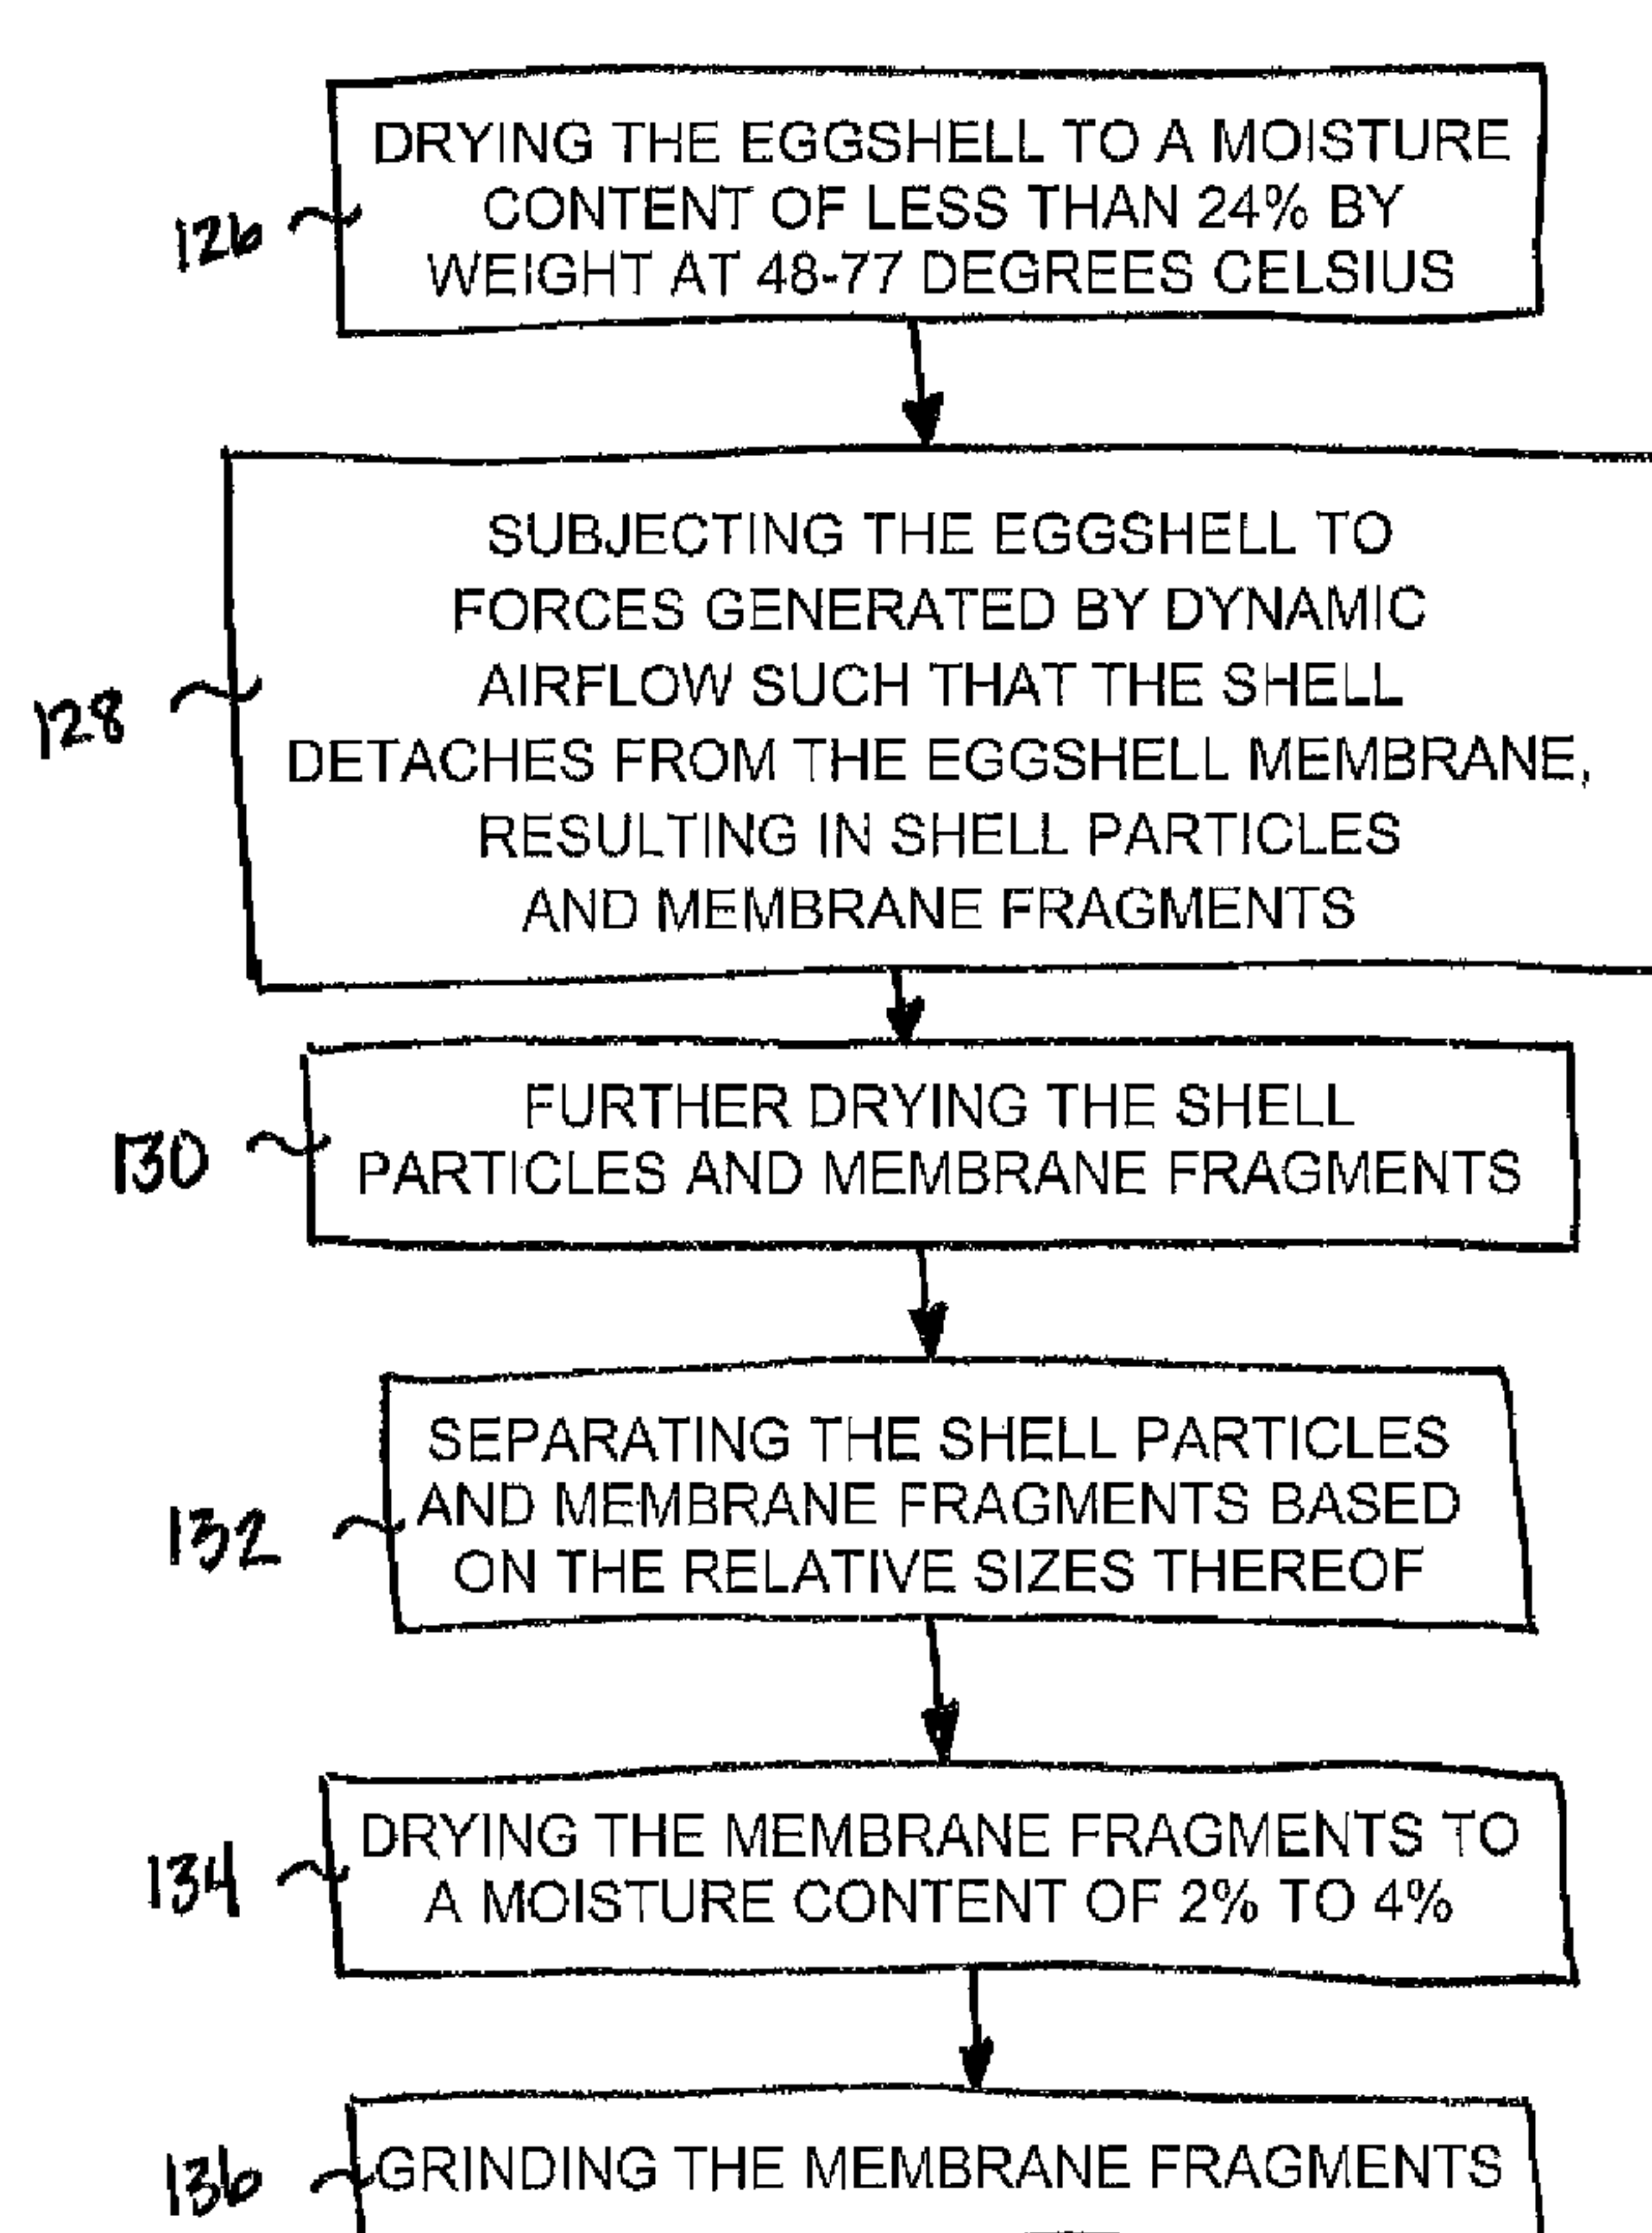 DRYING THE EGGSHELL TO A MOISTURE
CONTENT OF LESS THAN 24% BY
WEIGHT AT 48-77 DEGREES CELSIUS
126
SUBJECTING THE EGGSHELL TO
FORCES GENERATED BY DYNAMIC
AIRFLOW SUCH THAT THE SHELL
DETACHES FROM THE EGGSHELL MEMBRANE,
RESULTING IN SHELL PARTICLES
AND MEMBRANE FRAGMENTS
128
FURTHER DRYING THE SHELL
PARTICLES AND MEMBRANE FRAGMENTS
130
SEPARATING THE SHELL PARTICLES
AND MEMBRANE FRAGMENTS BASED
ON THE RELATIVE SIZES THEREOF
132
DRYING THE MEMBRANE FRAGMENTS TO
A MOISTURE CONTENT OF 2% TO 4%
134
GRINDING THE MEMBRANE FRAGMENTS
136